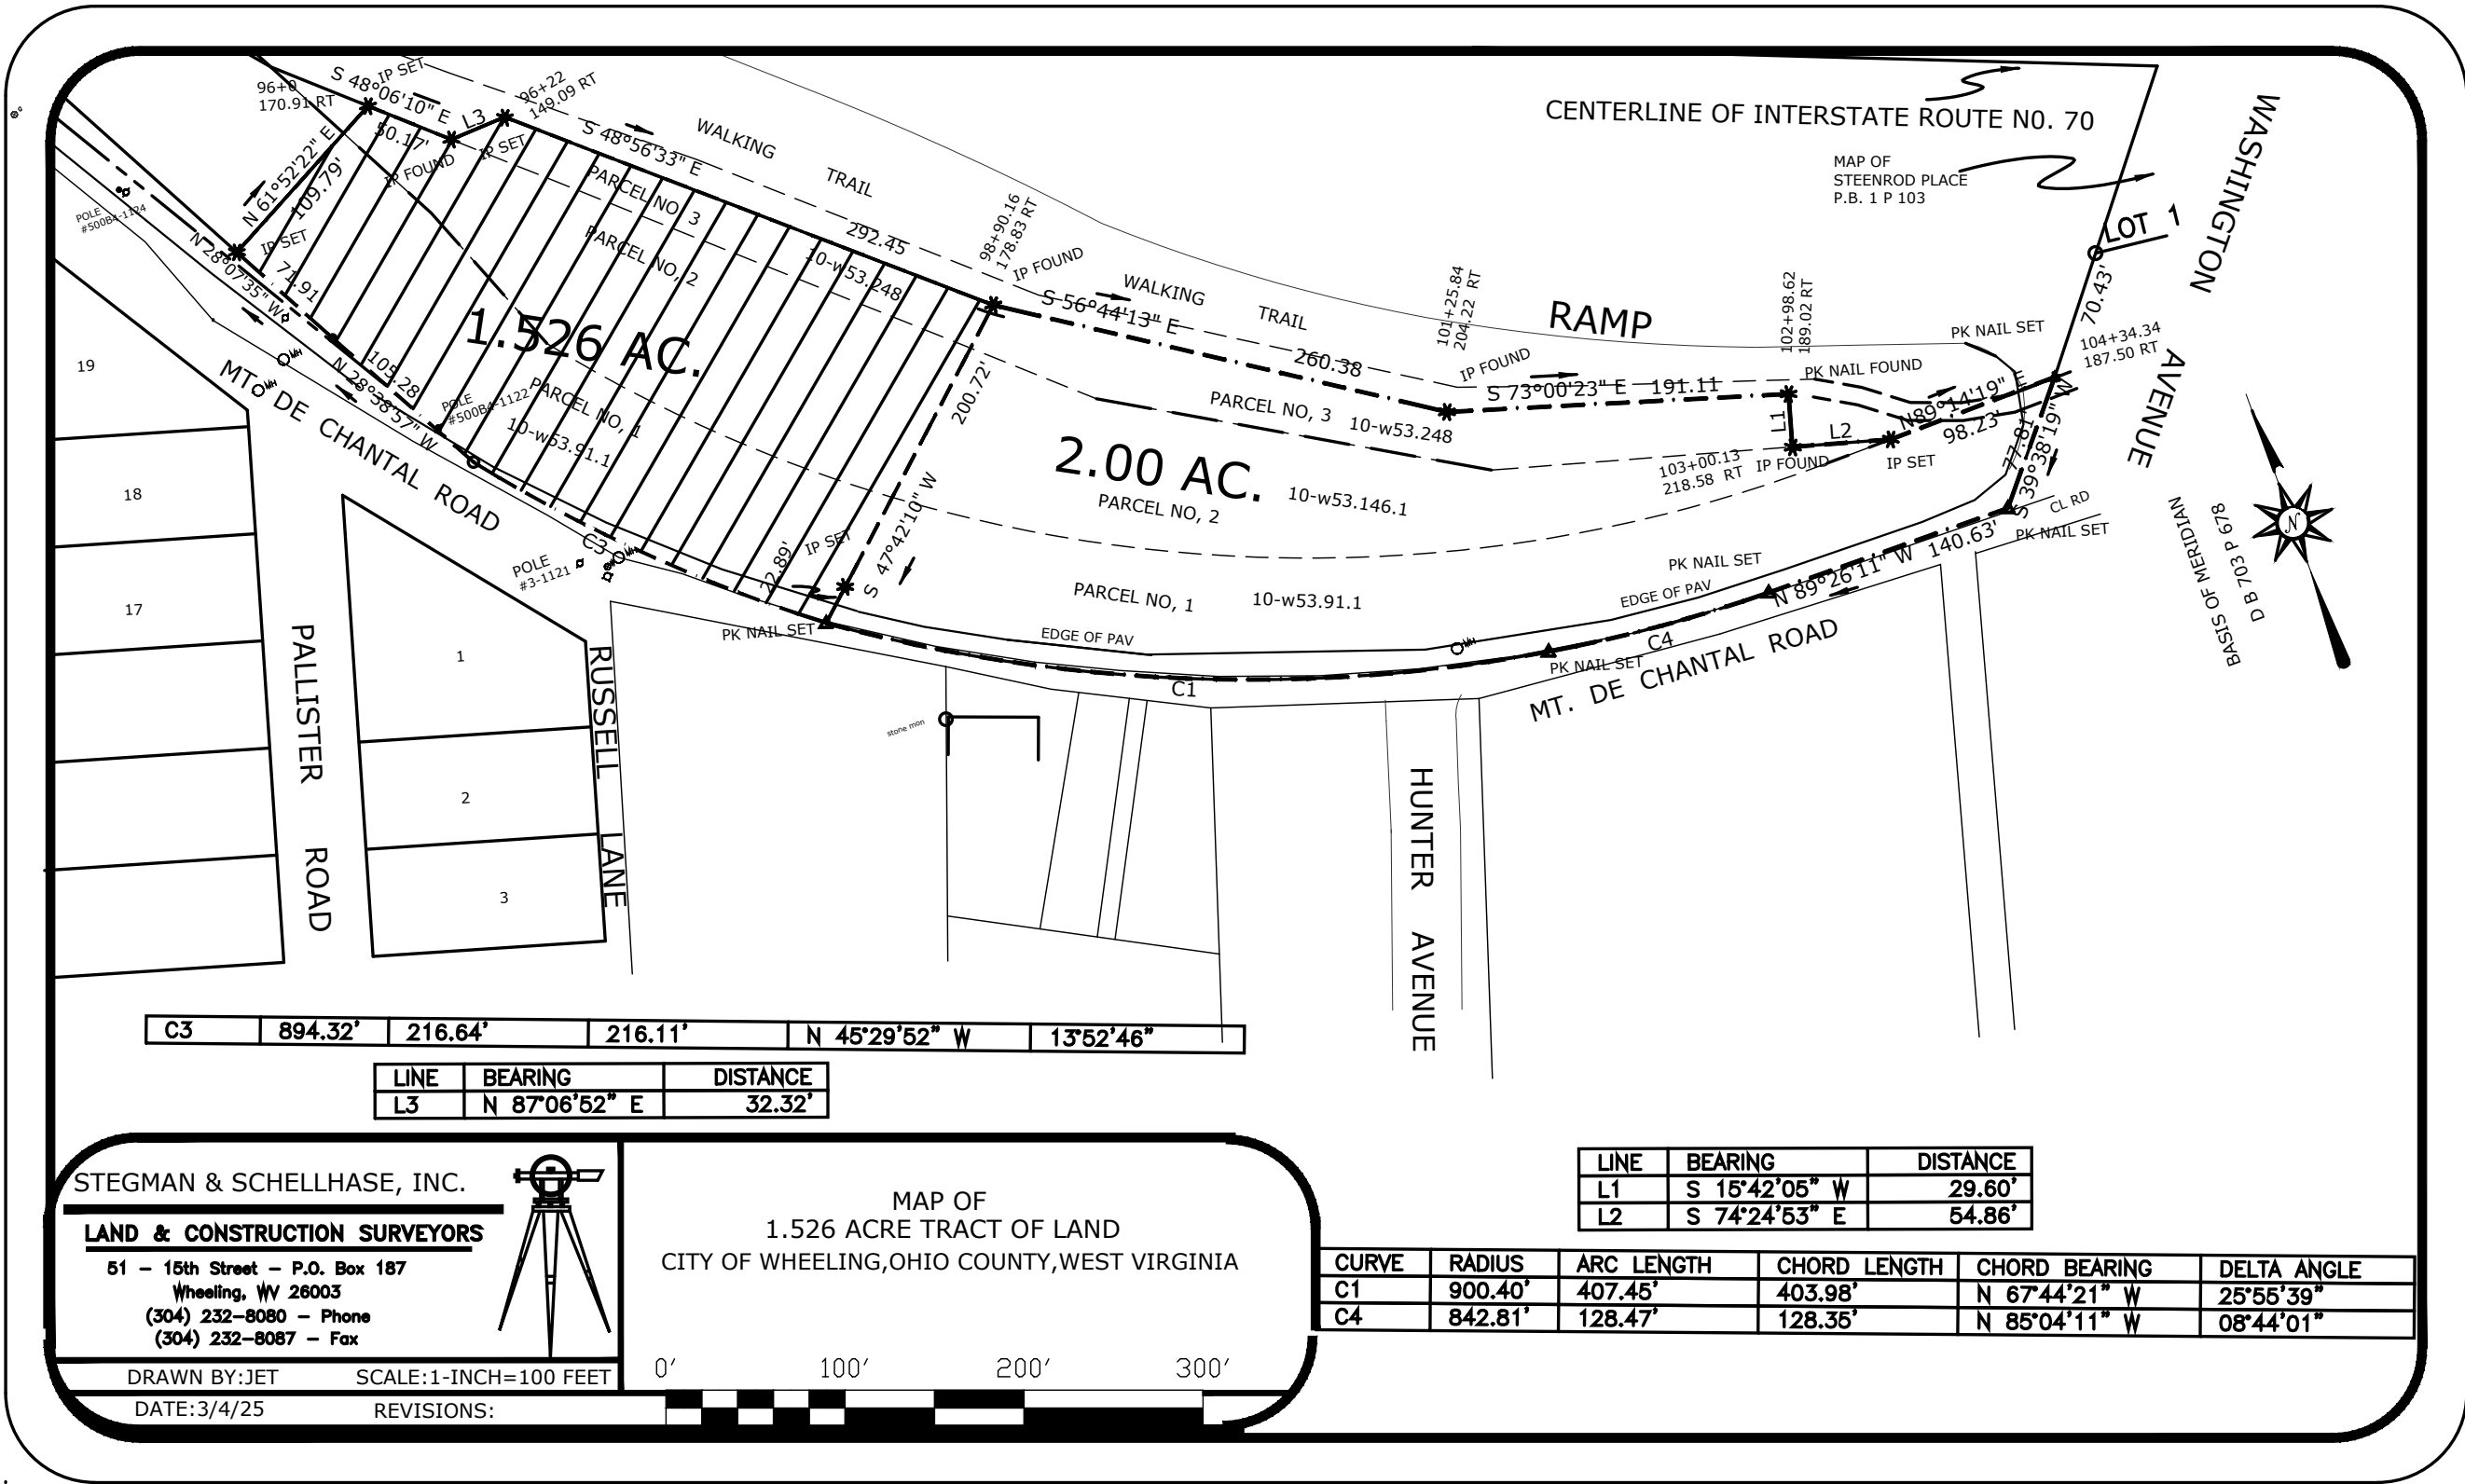 96+0
170.91 RT
S 48°06'10" E
50.17'
IP SET
L3
96+22
149.09 RT
N 61°52'22" E
109.79'
IP FOUND
IP SET
S 48°56'33" E
292.45
WALKING
TRAIL
PARCEL NO, 3
PARCEL NO, 2
10-w53.248
1.526 AC.
PARCEL NO, 1
10-w53.91.1
POLE
#500B4-1124
IP SET
N 28°07'35" W
71.91
N 28°38'57" W
105.28
POLE
#500B4-1122
MH
MH
MT. DE CHANTAL ROAD
98+90.16
178.83 RT
IP FOUND
200.72'
S 47°42'10" W
22.89'
IP SET
C3
MH
POLE
#3-1121
PK NAIL SET
CENTERLINE OF INTERSTATE ROUTE N0. 70
MAP OF
STEENROD PLACE
P.B. 1 P 103
WASHINGTON
AVENUE
LOT 1
70.43'
RAMP
WALKING
TRAIL
S 56°44'13" E
260.38
101+25.84
204.22 RT
IP FOUND
S 73°00'23" E 191.11
102+98.62
189.02 RT
PK NAIL FOUND
PK NAIL SET
104+34.34
187.50 RT
N89°14'19" E
98.23'
L1
L2
103+00.13
218.58 RT
IP FOUND
IP SET
77.81'
S 39°38'19" W
PARCEL NO, 3 10-w53.248
2.00 AC.
10-w53.146.1
PARCEL NO, 2
PARCEL NO, 1
10-w53.91.1
EDGE OF PAV
C1
MH
PK NAIL SET
C4
EDGE OF PAV
PK NAIL SET
N 89°26'11" W 140.63'
CL RD
PK NAIL SET
MT. DE CHANTAL ROAD
BASIS OF MERIDIAN
D B 703 P 678
N
19
18
17
PALLISTER ROAD
1
2
3
RUSSELL LANE
stone mon
HUNTER AVENUE
C3 894.32' 216.64' 216.11' N 45°29'52" W 13°52'46"
LINE BEARING DISTANCE
L3 N 87°06'52" E 32.32'
LINE BEARING DISTANCE
L1 S 15°42'05" W 29.60'
L2 S 74°24'53" E 54.86'
CURVE RADIUS ARC LENGTH CHORD LENGTH CHORD BEARING DELTA ANGLE
C1 900.40' 407.45' 403.98' N 67°44'21" W 25°55'39"
C4 842.81' 128.47' 128.35' N 85°04'11" W 08°44'01"
STEGMAN & SCHELLHASE, INC.
LAND & CONSTRUCTION SURVEYORS
51 - 15th Street - P.O. Box 187
Wheeling, WV 26003
(304) 232-8080 - Phone
(304) 232-8087 - Fax
DRAWN BY:JET SCALE:1-INCH=100 FEET
DATE:3/4/25 REVISIONS:
MAP OF
1.526 ACRE TRACT OF LAND
CITY OF WHEELING,OHIO COUNTY,WEST VIRGINIA
0' 100' 200' 300'